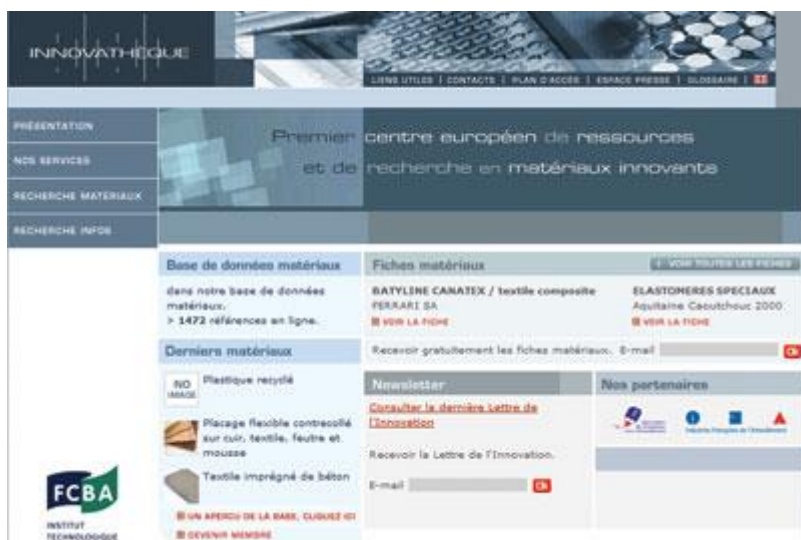 INNOVATHÈQUE
LIENS UTILES | CONTACTS | PLAN D'ACCÈS | ESPACE PRESSE | GLOSSAIRE |
PRÉSENTATION
NOS SERVICES
RECHERCHE MATÉRIAUX
RECHERCHE INFOS
Premier centre européen de ressources
et de recherche en matériaux innovants
Base de données matériaux
dans notre base de données
matériaux.
> 1472 références en ligne.
Derniers matériaux
NO
IMAGE
Plastique recyclé
Placage flexible contrecollé
sur cuir, textile, feutre et
mousse
Textile imprégné de béton
UN APERÇU DE LA BASE, CLIQUEZ ICI
DEVENIR MEMBRE
Fiches matériaux
VOIR TOUTES LES FICHES
BATYLINE CANATEX / textile composite
FERRARI SA
VOIR LA FICHE
ELASTOMERES SPECIAUX
Aquitaine Caoutchouc 2000
VOIR LA FICHE
Recevoir gratuitement les fiches matériaux. E-mail Ok
Newsletter
Consulter la dernière Lettre de
l'Innovation
Recevoir la Lettre de l'Innovation.
E-mail Ok
Nos partenaires
FCBA
INSTITUT
TECHNOLOGIQUE